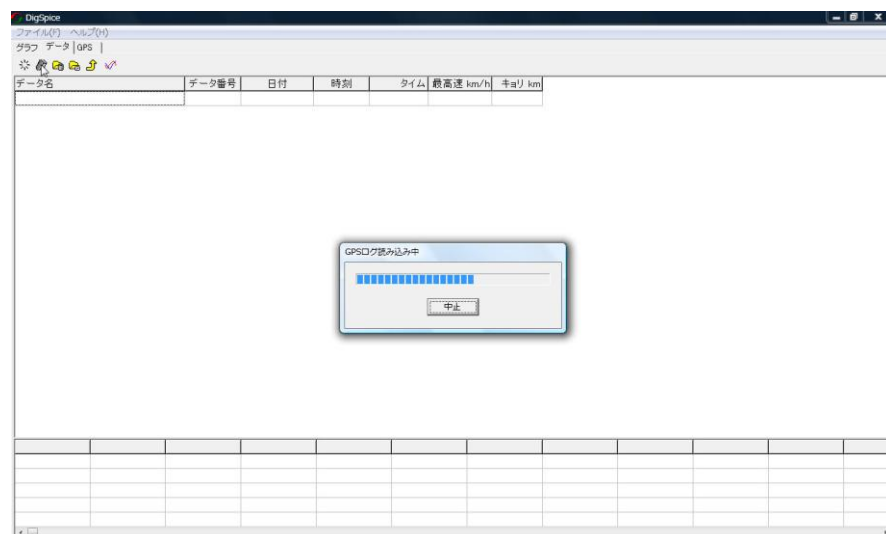 DigSpice
ファイル(F) ヘルプ(H)
グラフ データ GPS
データ名 データ番号 日付 時刻 タイム 最高速 km/h キョリ km
GPSログ読み込み中
中止